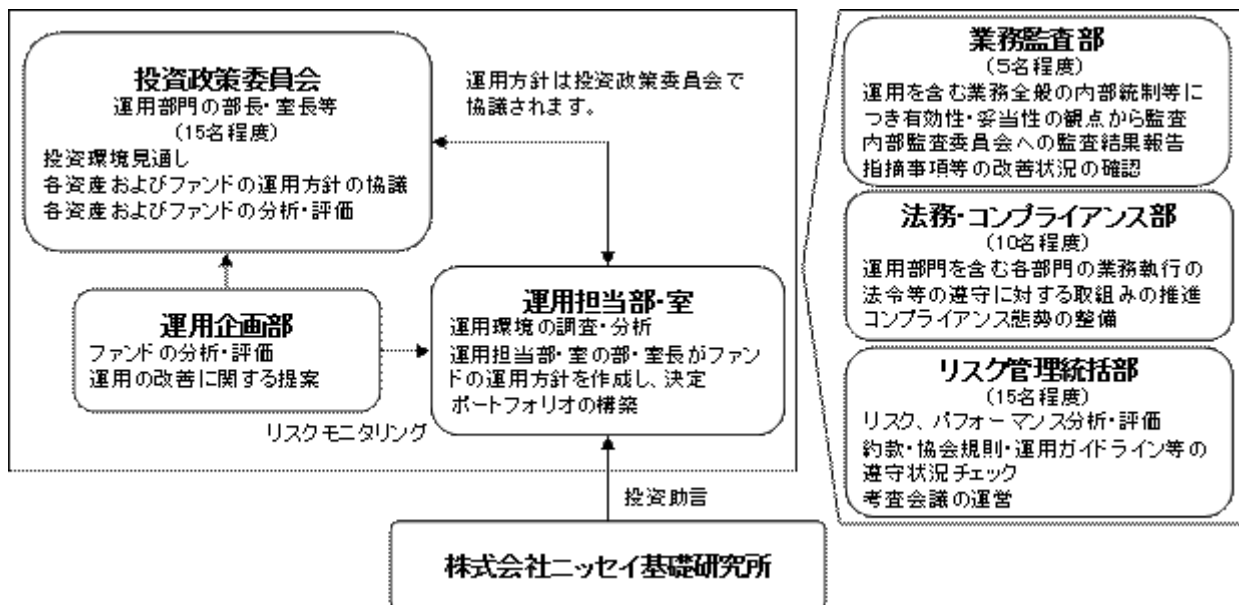 投資政策委員会
運用部門の部長・室長等
(15名程度)
投資環境見通し
各資産およびファンドの運用方針の協議
各資産およびファンドの分析・評価
運用方針は投資政策委員会で
協議されます。
運用企画部
ファンドの分析・評価
運用の改善に関する提案
リスクモニタリング
運用担当部・室
運用環境の調査・分析
運用担当部・室の部・室長がファン
ドの運用方針を作成し、決定
ポートフォリオの構築
投資助言
株式会社ニッセイ基礎研究所
業務監査部
(5名程度)
運用を含む業務全般の内部統制等に
つき有効性・妥当性の観点から監査
内部監査委員会への監査結果報告
指摘事項等の改善状況の確認
法務・コンプライアンス部
(10名程度)
運用部門を含む各部門の業務執行の
法令等の遵守に対する取組みの推進
コンプライアンス態勢の整備
リスク管理統括部
(15名程度)
リスク、パフォーマンス分析・評価
約款・協会規則・運用ガイドライン等の
遵守状況チェック
考査会議の運営